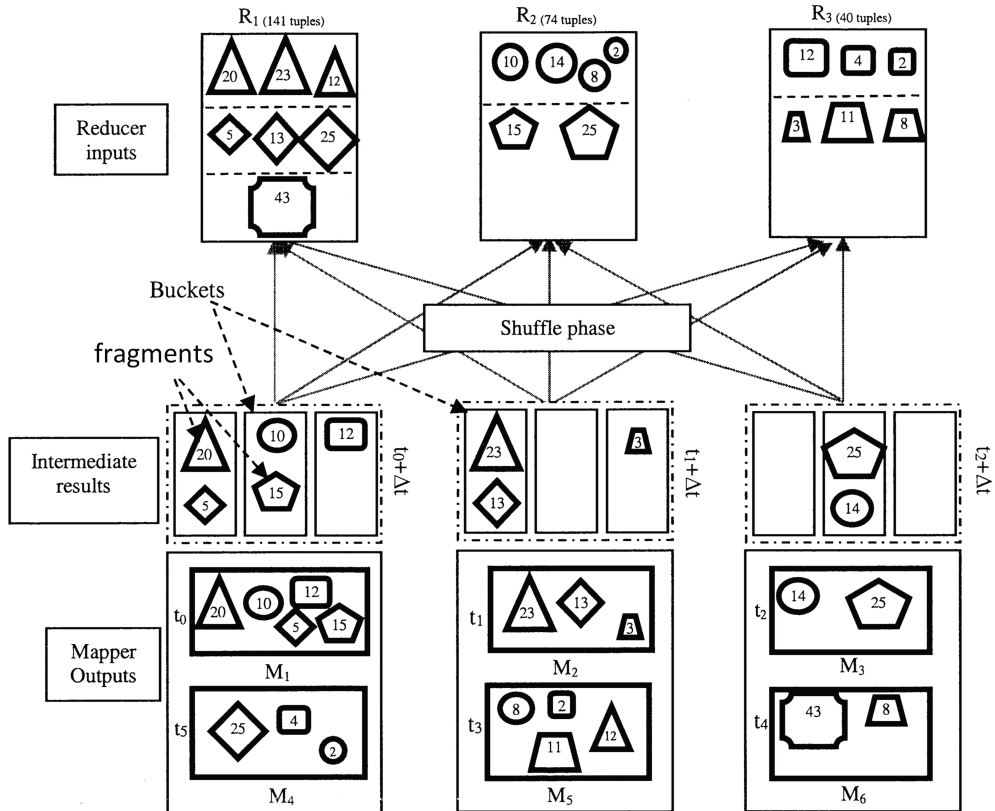 R1 (141 tuples)
R2 (74 tuples)
R3 (40 tuples)
Reducer inputs
20 23 12
5 13 25
43
10 14 8 2
15 25
12 4 2
3 11 8
Buckets
fragments
Shuffle phase
Intermediate results
20 5
10 15
12
t0+Δt
23 13
3
t1+Δt
25 14
t2+Δt
Mapper Outputs
t0
20 10 12 5 15
M1
t1
23 13 3
M2
t2
14 25
M3
t5
25 4 2
M4
t3
8 2 11 12
M5
t4
43 8
M6